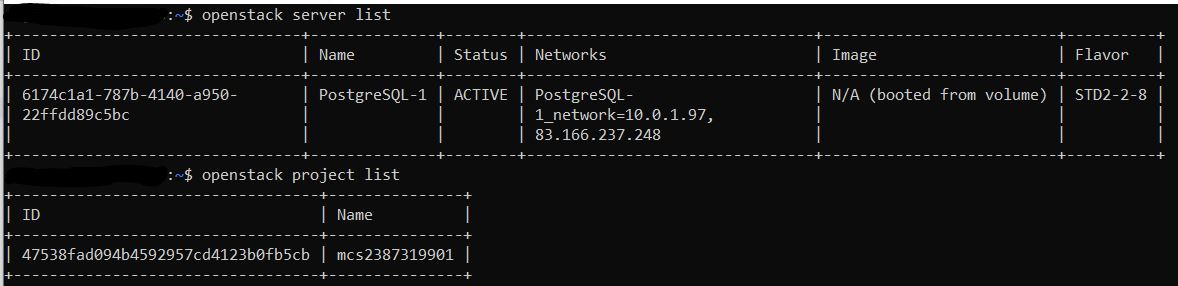 :~$ openstack server list
| ID | Name | Status | Networks | Image | Flavor |
| 6174c1a1-787b-4140-a950- | PostgreSQL-1 | ACTIVE | PostgreSQL- | N/A (booted from volume) | STD2-2-8 |
| 22ffdd89c5bc | | | 1_network=10.0.1.97, | | |
| | | | 83.166.237.248 | | |
:~$ openstack project list
| ID | Name |
| 47538fad094b4592957cd4123b0fb5cb | mcs2387319901 |